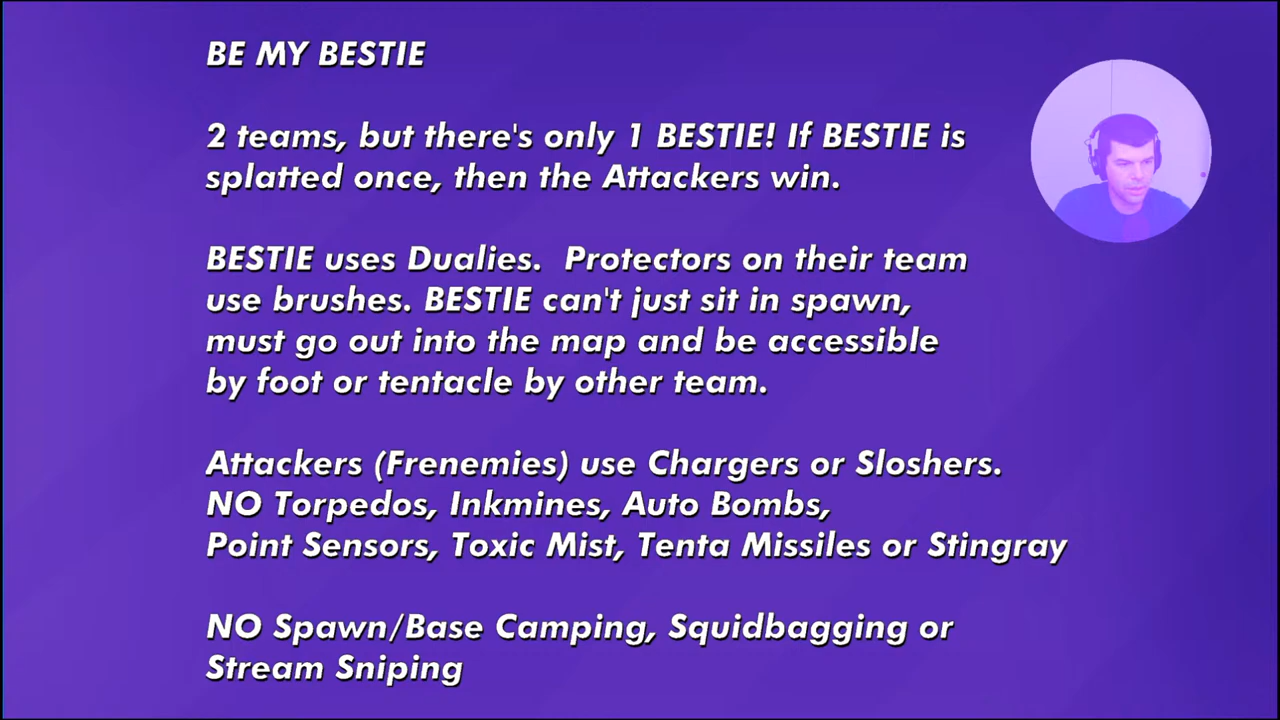 BE MY BESTIE
2 teams, but there's only 1 BESTIE! If BESTIE is
splatted once, then the Attackers win.
BESTIE uses Dualies.  Protectors on their team
use brushes. BESTIE can't just sit in spawn,
must go out into the map and be accessible
by foot or tentacle by other team.
Attackers (Frenemies) use Chargers or Sloshers.
NO Torpedos, Inkmines, Auto Bombs,
Point Sensors, Toxic Mist, Tenta Missiles or Stingray
NO Spawn/Base Camping, Squidbagging or
Stream Sniping